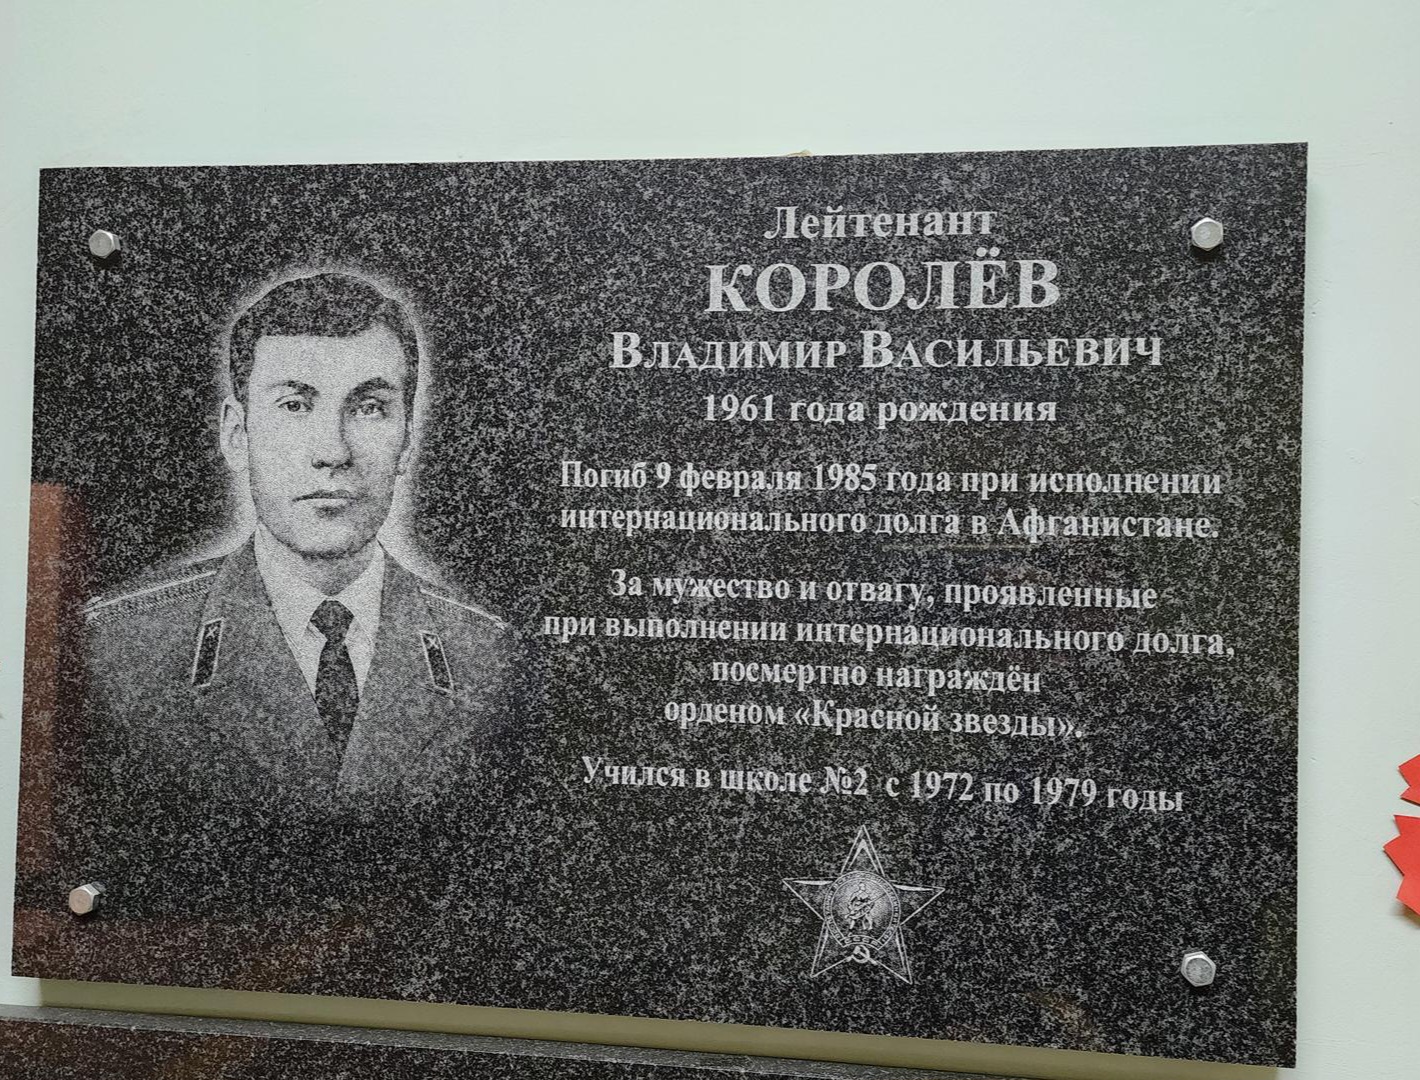 Лейтенант
КОРОЛЁВ
ВЛАДИМИР ВАСИЛЬЕВИЧ
1961 года рождения
Погиб 9 февраля 1985 года при исполнении
интернационального долга в Афганистане.
За мужество и отвагу, проявленные
при выполнении интернационального долга,
посмертно награждён
орденом «Красной звезды».
Учился в школе №2 с 1972 по 1979 годы